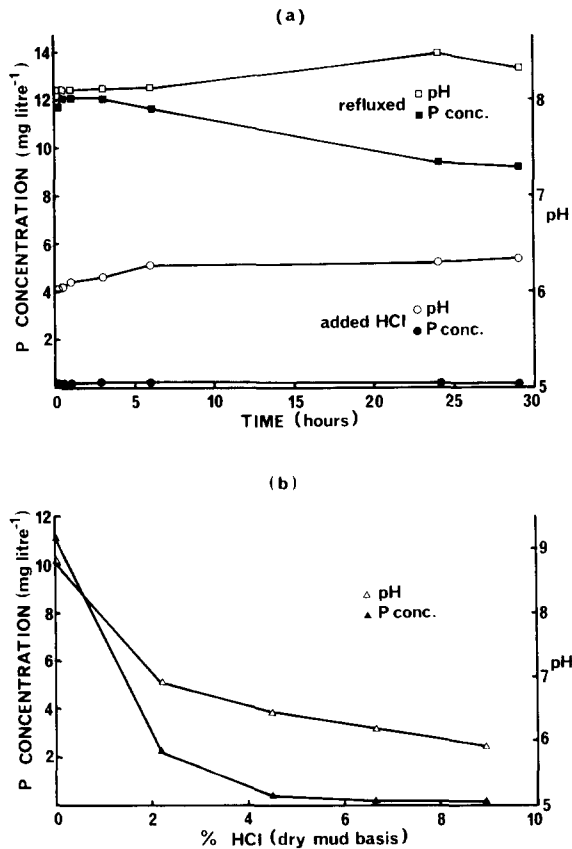 (a)
P CONCENTRATION (mg litre⁻¹)
14
12
10
8
6
4
2
8
7
6
5
pH
refluxed
□ pH
■ P conc.
added HCl
○ pH
● P conc.
0 5 10 15 20 25 30
TIME (hours)
(b)
P CONCENTRATION (mg litre⁻¹)
12
10
8
6
4
2
9
8
7
6
5
pH
△ pH
▲ P conc.
0 2 4 6 8 10
% HCl (dry mud basis)